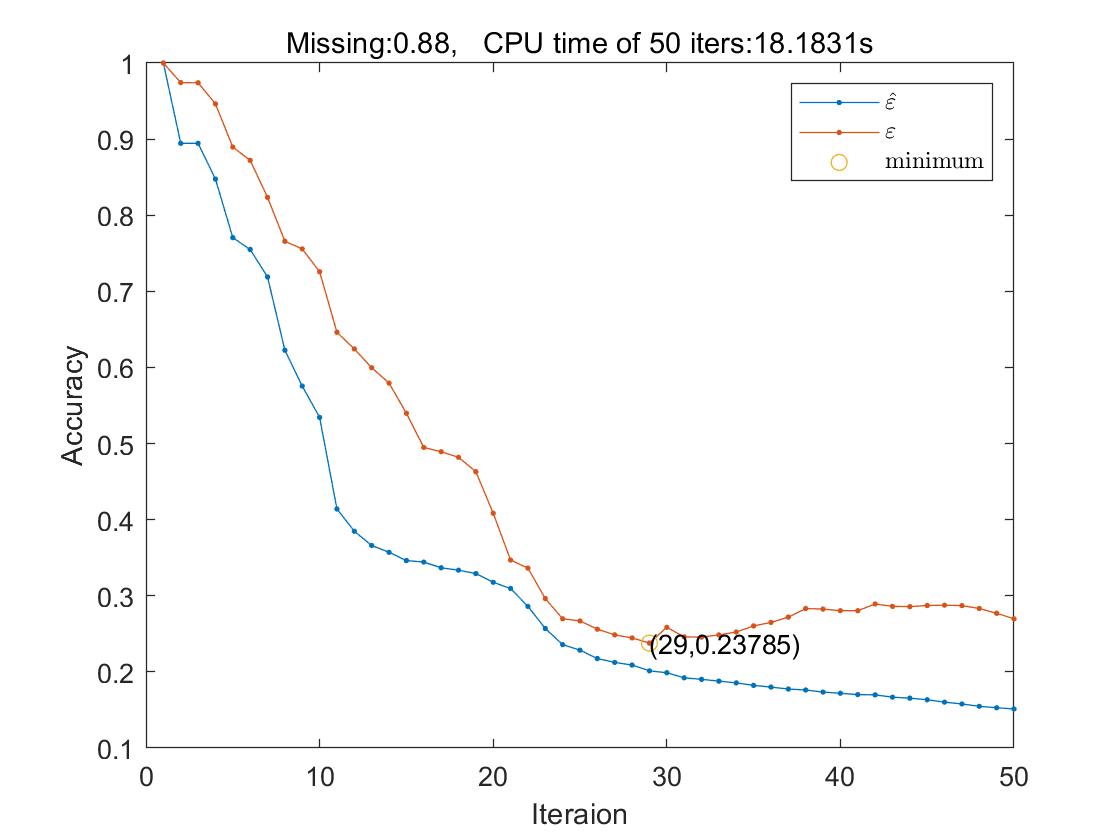 Missing:0.88,   CPU time of 50 iters:18.1831s
1
0.9
0.8
0.7
0.6
0.5
0.4
0.3
0.2
0.1
Accuracy
ε̂
ε
minimum
(29,0.23785)
0 10 20 30 40 50
Iteraion